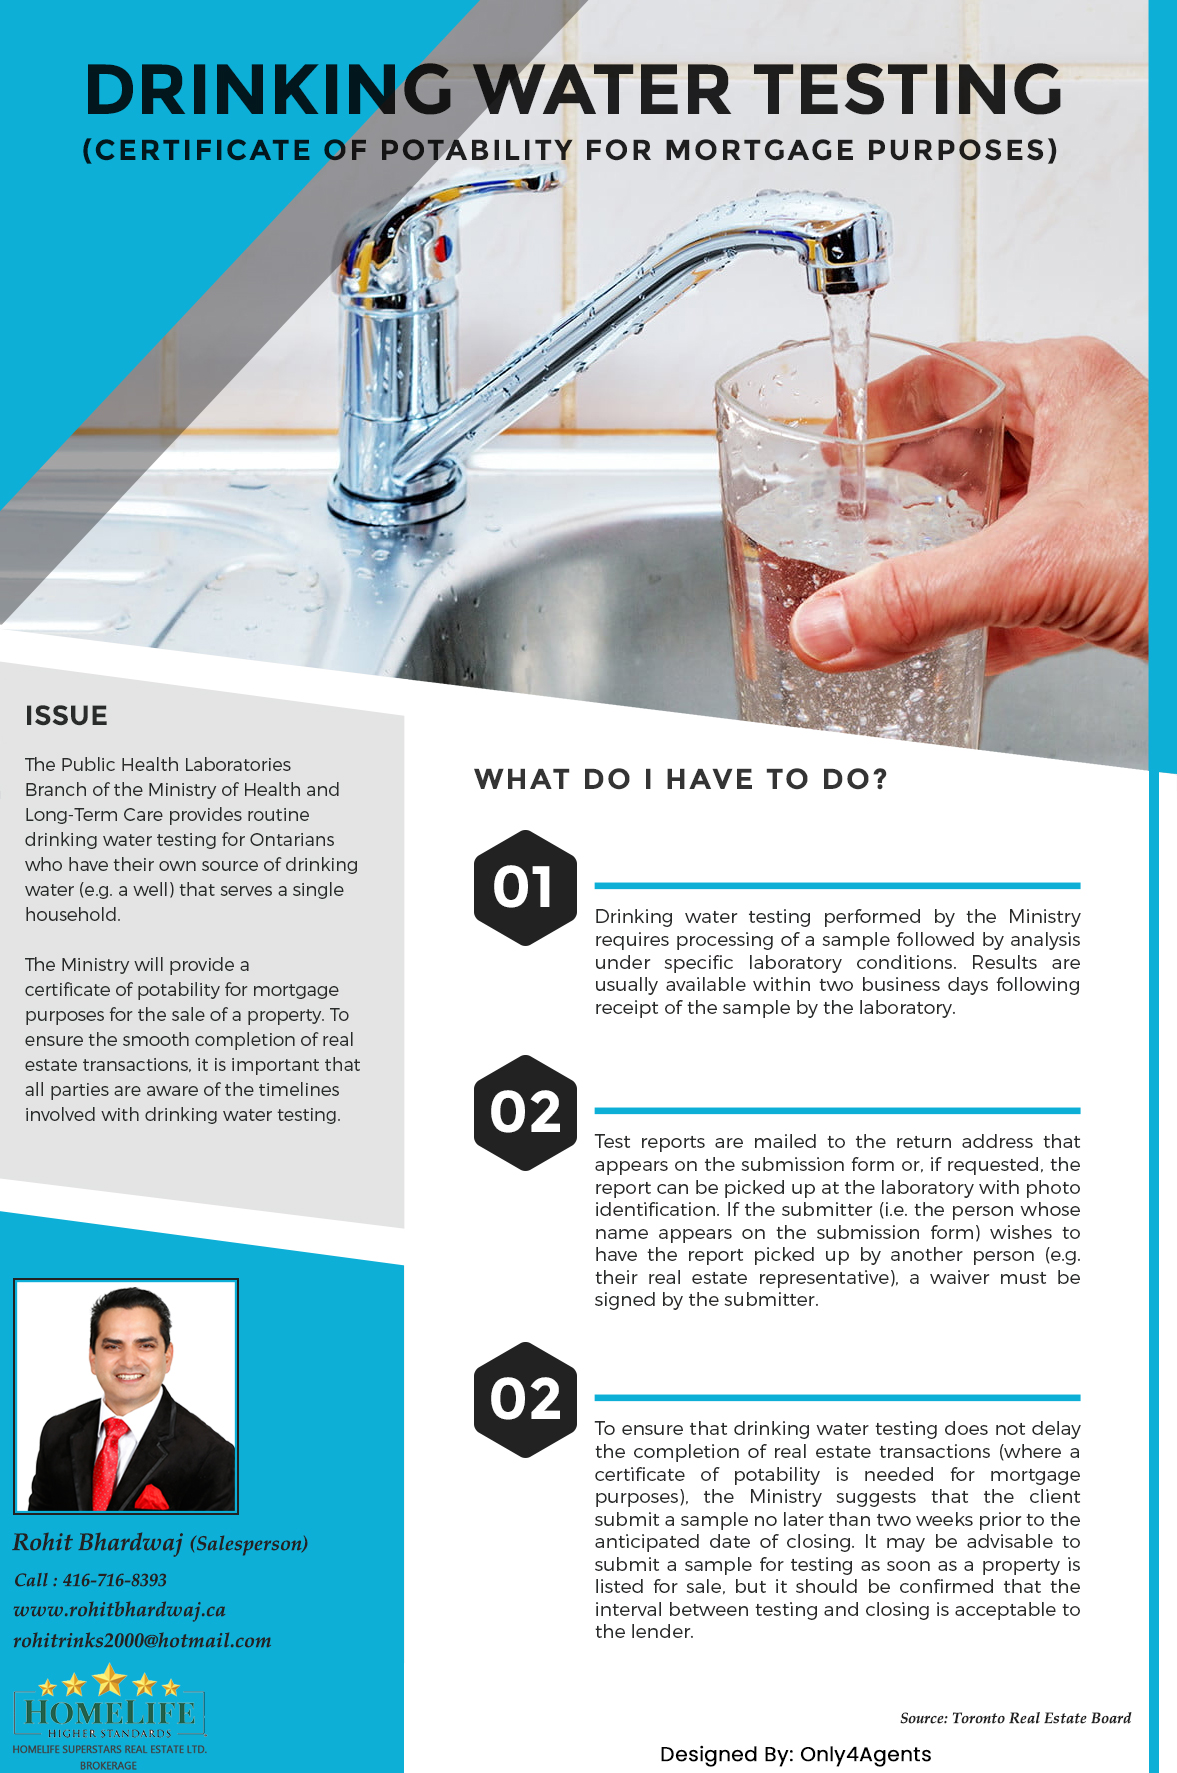 DRINKING WATER TESTING
(CERTIFICATE OF POTABILITY FOR MORTGAGE PURPOSES)
ISSUE
The Public Health Laboratories
Branch of the Ministry of Health and
Long-Term Care provides routine
drinking water testing for Ontarians
who have their own source of drinking
water (e.g. a well) that serves a single
household.
The Ministry will provide a
certificate of potability for mortgage
purposes for the sale of a property. To
ensure the smooth completion of real
estate transactions, it is important that
all parties are aware of the timelines
involved with drinking water testing.
WHAT DO I HAVE TO DO?
01
Drinking water testing performed by the Ministry
requires processing of a sample followed by analysis
under specific laboratory conditions. Results are
usually available within two business days following
receipt of the sample by the laboratory.
02
Test reports are mailed to the return address that
appears on the submission form or, if requested, the
report can be picked up at the laboratory with photo
identification. If the submitter (i.e. the person whose
name appears on the submission form) wishes to
have the report picked up by another person (e.g.
their real estate representative), a waiver must be
signed by the submitter.
02
To ensure that drinking water testing does not delay
the completion of real estate transactions (where a
certificate of potability is needed for mortgage
purposes), the Ministry suggests that the client
submit a sample no later than two weeks prior to the
anticipated date of closing. It may be advisable to
submit a sample for testing as soon as a property is
listed for sale, but it should be confirmed that the
interval between testing and closing is acceptable to
the lender.
Rohit Bhardwaj (Salesperson)
Call : 416-716-8393
www.rohitbhardwaj.ca
rohitrinks2000@hotmail.com
HOMELIFE
HIGHER STANDARDS
HOMELIFE SUPERSTARS REAL ESTATE LTD.
BROKERAGE
Source: Toronto Real Estate Board
Designed By: Only4Agents